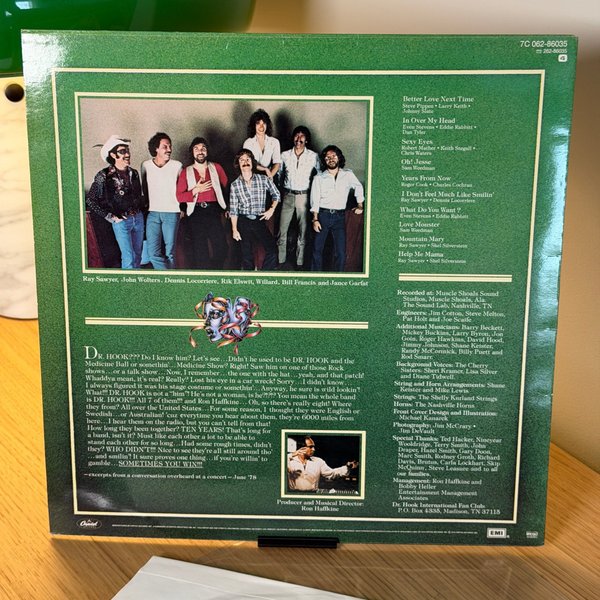 7C 062-86035
062-86035
Better Love Next Time
Steve Pippen • Larry Keith •
Johnny Slate
In Over My Head
Even Stevens • Eddie Rabbitt •
Dan Tyler
Sexy Eyes
Robert Mather • Keith Stegall •
Chris Waters
Oh! Jesse
Sam Weedman
Years From Now
Roger Cook • Charles Cochran
I Don't Feel Much Like Smilin'
Ray Sawyer • Dennis Locorriere
What Do You Want ?
Even Stevens • Eddie Rabbitt
Love Monster
Sam Weedman
Mountain Mary
Ray Sawyer • Shel Silverstein
Help Me Mama
Ray Sawyer • Shel Silverstein
Ray Sawyer, John Wolters, Dennis Locorriere, Rik Elswit, Willard, Bill Francis and Jance Garfat
DR. HOOK??? Do I know him? Let's see...Didn't he used to be DR. HOOK and the
Medicine Ball or somethin'...Medicine Show? Right! Saw him on one of those Rock
shows...or a talk show...Now, I remember...the one with the hat...yeah, and that patch!
Whaddya mean, it's real? Really? Lost his eye in a car wreck? Sorry...I didn't know...
I always figured it was his stage costume or somethin'. Anyway, he sure is wild lookin'!
What!!! DR. HOOK is not a "him"! He's not a woman, is he?!??? You mean the whole band
is DR. HOOK!!! All 7 of them!! and Ron Haffkine...Oh, so there's really eight! Where
they from? All over the United States...For some reason, I thought they were English or
Swedish...or Australian! 'cuz everytime you hear about them, they're 6000 miles from
here...I hear them on the radio, but you can't tell from that!
How long they been together? TEN YEARS! That's long for
a band, isn't it? Must like each other a lot to be able to
stand each other for so long...Had some rough times, didn't
they? WHO DIDN'T!! Nice to see they're all still around tho'
...and smilin'! It sure proves one thing...if you're willin' to
gamble...SOMETIMES YOU WIN!!!
—excerpts from a conversation overheard at a concert—June '78
Producer and Musical Director:
Ron Haffkine
Recorded at: Muscle Shoals Sound
Studios, Muscle Shoals, Ala.
The Sound Lab, Nashville, TN
Engineers: Jim Cotton, Steve Melton,
Pat Holt and Joe Scaife
Additional Musicians: Barry Beckett,
Mickey Buckins, Larry Byrom, Jon
Goin, Roger Hawkins, David Hood,
Jimmy Johnson, Shane Keister,
Randy McCormick, Billy Puett and
Rod Smarr
Background Voices: The Cherry
Sisters: Sheri Kramer, Lisa Silver
and Diane Tidwell
String and Horn Arrangements: Shane
Keister and Mike Lewis
Strings: The Shelly Kurland Strings
Horns: The Nashville Horns
Front Cover Design and Illustration:
Michael Kanarek
Photography: Jim McCrary •
Jim DeVault
Special Thanks: Ted Hacker, Nineyear
Wooldridge, Terry Smith, John
Draper, Hazel Smith, Gary Doon,
Marc Smith, Rodney Groth, Richard
Davis, Bruton, Carla Lockhart, Skip
McQuinn, Steve Leasure and to all
our families.
Management: Ron Haffkine and
Bobby Heller
Entertainment Management
Associates
Dr. Hook International Fan Club
P.O. Box 4888, Madison, TN 37115
Capitol
EMI